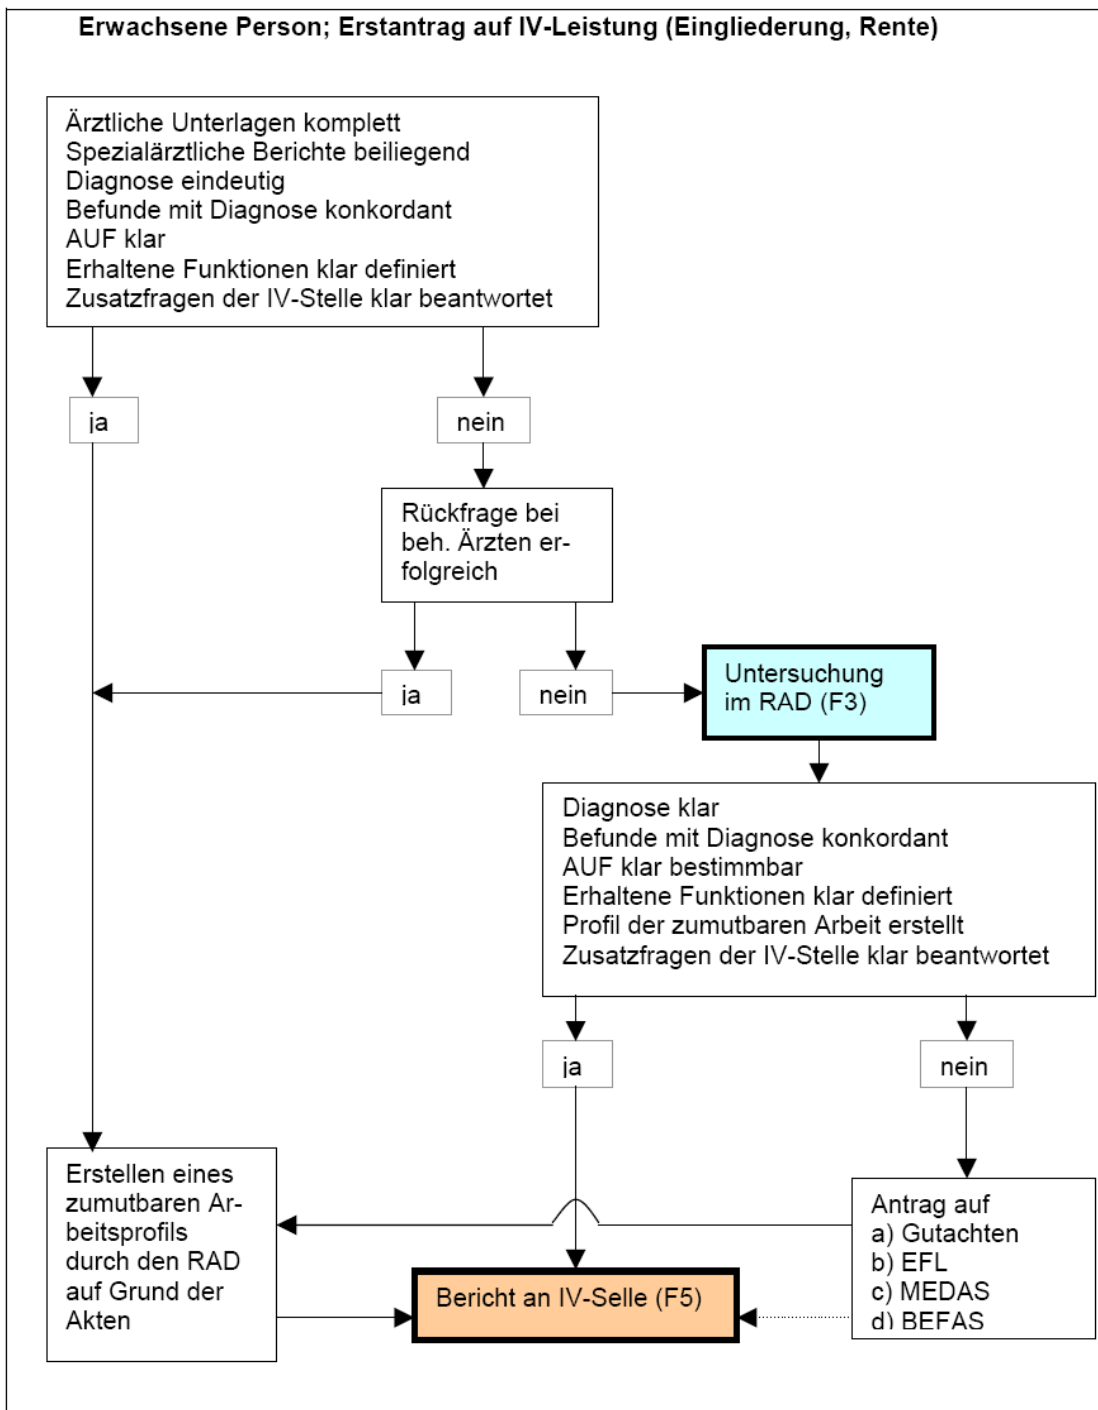 Erwachsene Person; Erstantrag auf IV-Leistung (Eingliederung, Rente)
Ärztliche Unterlagen komplett
Spezialärztliche Berichte beiliegend
Diagnose eindeutig
Befunde mit Diagnose konkordant
AUF klar
Erhaltene Funktionen klar definiert
Zusatzfragen der IV-Stelle klar beantwortet
ja
nein
Rückfrage bei
beh. Ärzten er-
folgreich
ja
nein
Untersuchung
im RAD (F3)
Diagnose klar
Befunde mit Diagnose konkordant
AUF klar bestimmbar
Erhaltene Funktionen klar definiert
Profil der zumutbaren Arbeit erstellt
Zusatzfragen der IV-Stelle klar beantwortet
ja
nein
Erstellen eines
zumutbaren Ar-
beitsprofils
durch den RAD
auf Grund der
Akten
Bericht an IV-Selle (F5)
Antrag auf
a) Gutachten
b) EFL
c) MEDAS
d) BEFAS